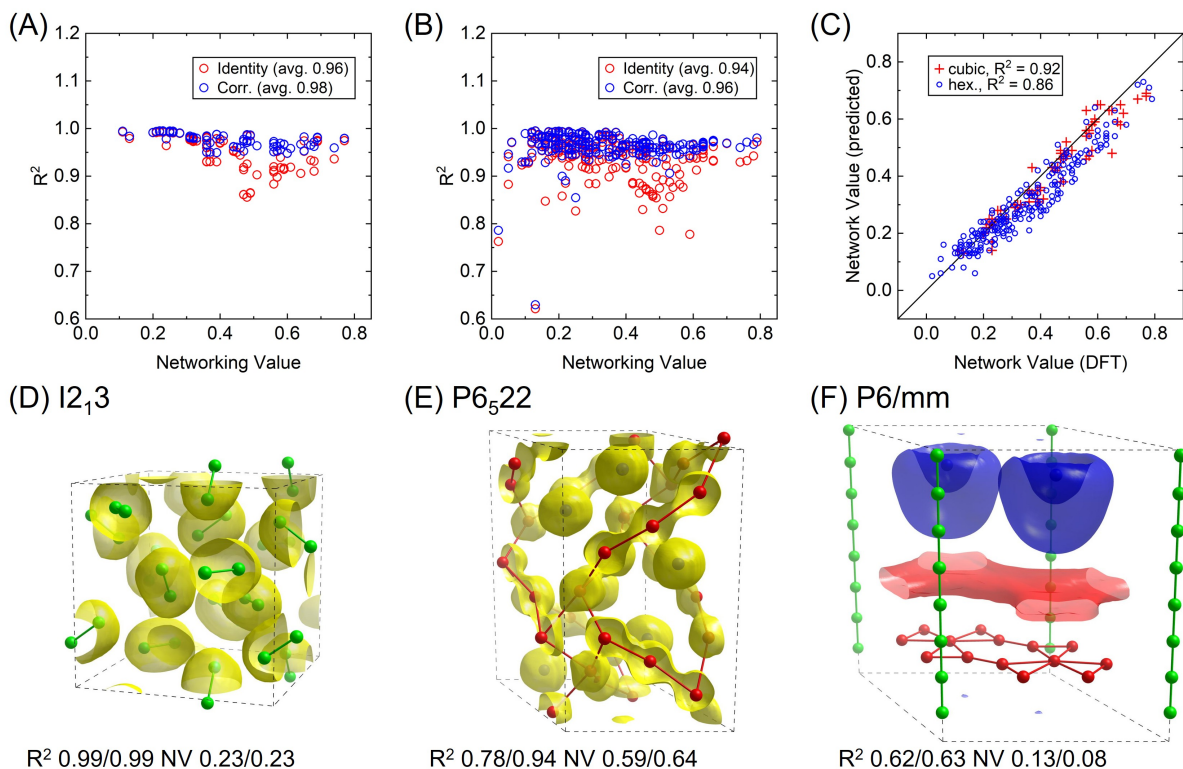 (A)
1.2
1.1
1.0
0.9
0.8
0.7
0.6
R²
Identity (avg. 0.96)
Corr. (avg. 0.98)
0.0 0.2 0.4 0.6 0.8
Networking Value
(B)
1.2
1.1
1.0
0.9
0.8
0.7
0.6
R²
Identity (avg. 0.94)
Corr. (avg. 0.96)
0.0 0.2 0.4 0.6 0.8
Networking Value
(C)
0.8
0.6
0.4
0.2
0.0
Network Value (predicted)
cubic, R² = 0.92
hex., R² = 0.86
0.0 0.2 0.4 0.6 0.8
Network Value (DFT)
(D) I2₁3
R² 0.99/0.99 NV 0.23/0.23
(E) P6₅22
R² 0.78/0.94 NV 0.59/0.64
(F) P6/mm
R² 0.62/0.63 NV 0.13/0.08